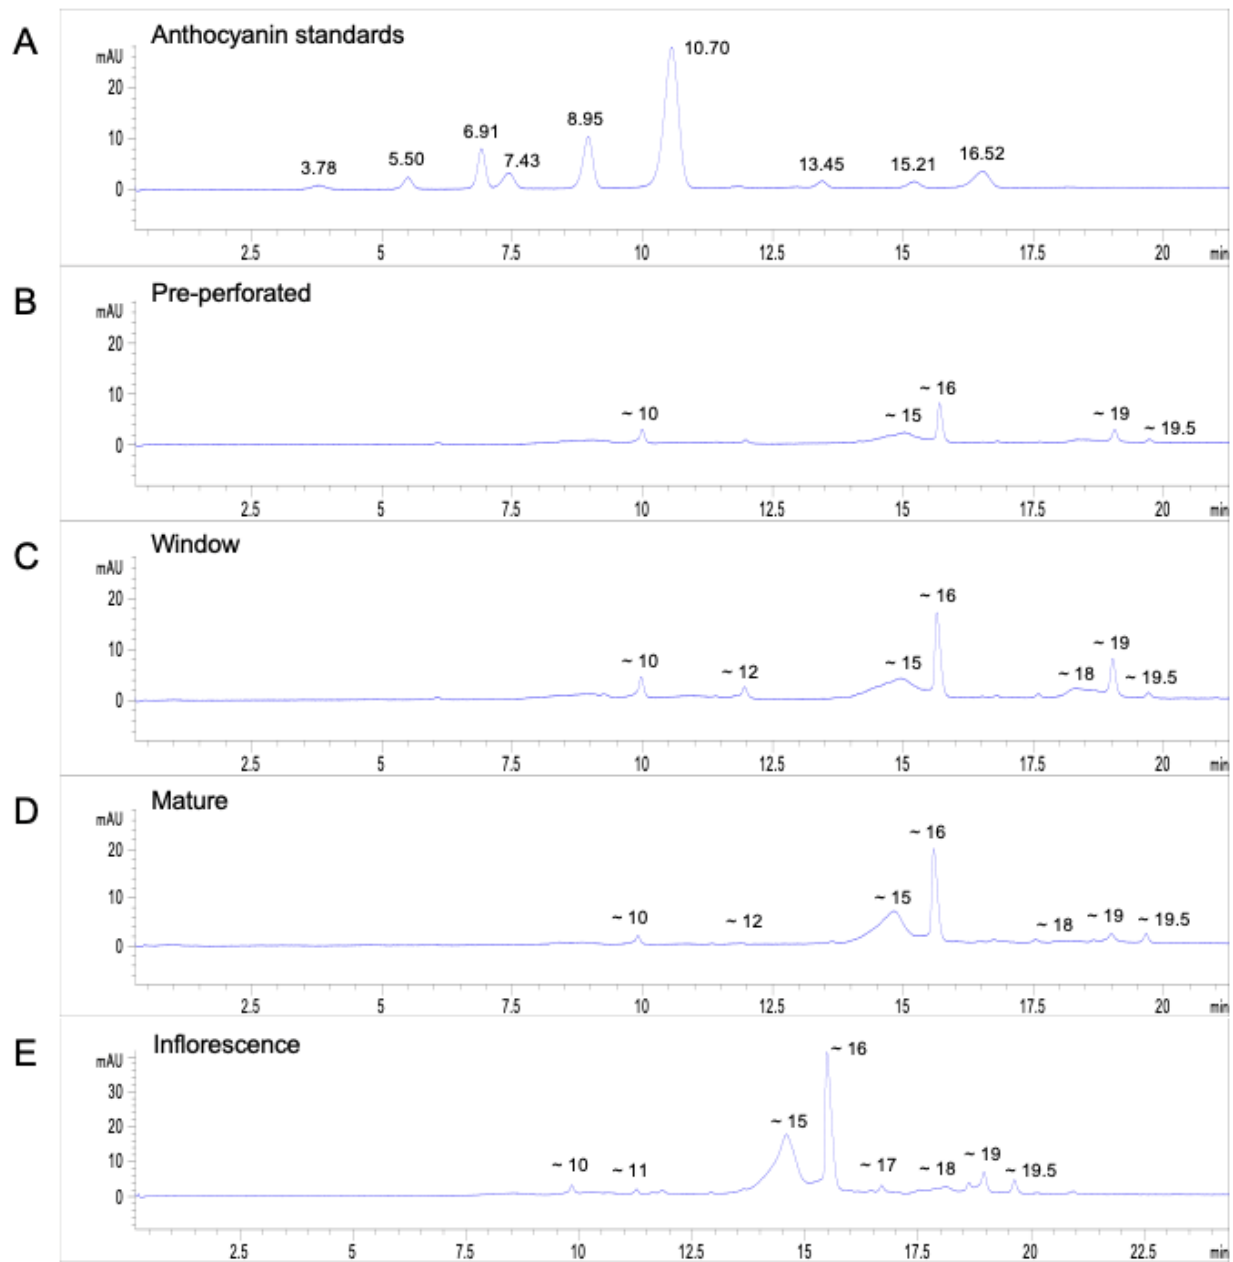 A
Anthocyanin standards
mAU
20
10
0
3.78
5.50
6.91
7.43
8.95
10.70
13.45
15.21
16.52
2.5 5 7.5 10 12.5 15 17.5 20 min
B
Pre-perforated
mAU
20
10
0
~ 10
~ 15
~ 16
~ 19
~ 19.5
2.5 5 7.5 10 12.5 15 17.5 20 min
C
Window
mAU
20
10
0
~ 10
~ 12
~ 15
~ 16
~ 18
~ 19
~ 19.5
2.5 5 7.5 10 12.5 15 17.5 20 min
D
Mature
mAU
20
10
0
~ 10
~ 12
~ 15
~ 16
~ 18
~ 19
~ 19.5
2.5 5 7.5 10 12.5 15 17.5 20 min
E
Inflorescence
mAU
30
20
10
0
~ 10
~ 11
~ 15
~ 16
~ 17
~ 18
~ 19
~ 19.5
2.5 5 7.5 10 12.5 15 17.5 20 22.5 min